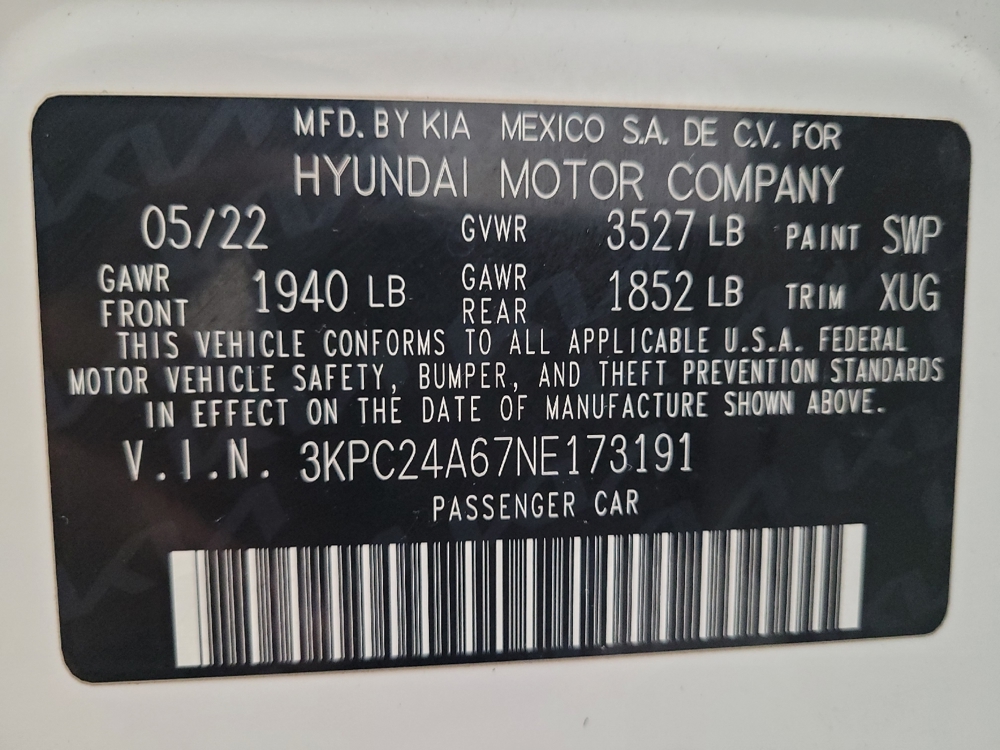 MFD. BY KIA MEXICO S.A. DE C.V. FOR
HYUNDAI MOTOR COMPANY
05/22 GVWR 3527 LB PAINT SWP
GAWR FRONT 1940 LB GAWR REAR 1852 LB TRIM XUG
THIS VEHICLE CONFORMS TO ALL APPLICABLE U.S.A. FEDERAL
MOTOR VEHICLE SAFETY, BUMPER, AND THEFT PREVENTION STANDARDS
IN EFFECT ON THE DATE OF MANUFACTURE SHOWN ABOVE.
V.I.N. 3KPC24A67NE173191
PASSENGER CAR